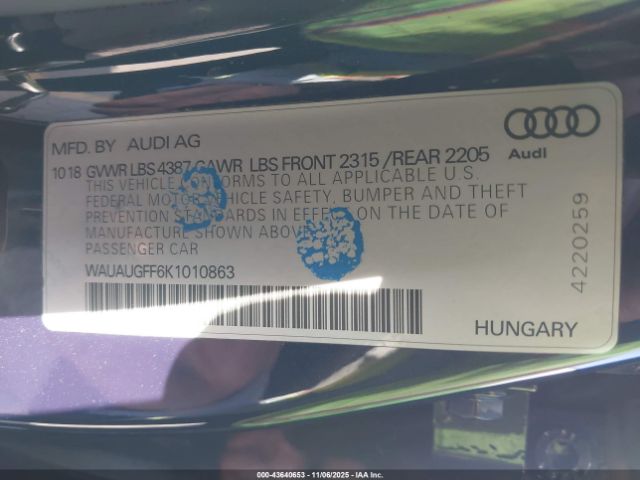 MFD. BY AUDI AG
1018 GVWR LBS 4387 GAWR LBS FRONT 2315 /REAR 2205
THIS VEHICLE CONFORMS TO ALL APPLICABLE U.S.
FEDERAL MOTOR VEHICLE SAFETY, BUMPER AND THEFT
PREVENTION STANDARDS IN EFFECT ON THE DATE OF
MANUFACTURE SHOWN ABOVE
PASSENGER CAR
WAUAUGFF6K1010863
Audi
4220259
HUNGARY
000-43640653 - 11/06/2025 - IAA Inc.